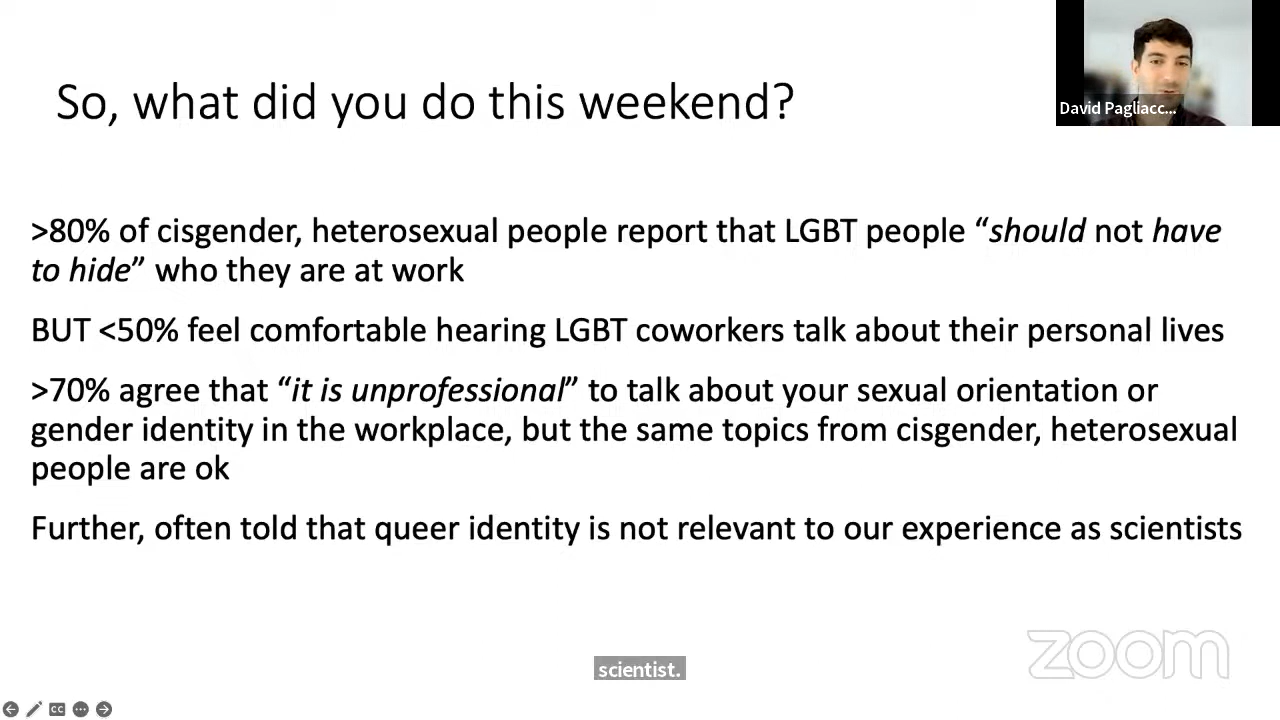 So, what did you do this weekend?
David Pagliacc...
>80% of cisgender, heterosexual people report that LGBT people “should not have
to hide” who they are at work
BUT <50% feel comfortable hearing LGBT coworkers talk about their personal lives
>70% agree that “it is unprofessional” to talk about your sexual orientation or
gender identity in the workplace, but the same topics from cisgender, heterosexual
people are ok
Further, often told that queer identity is not relevant to our experience as scientists
zoom
scientist.
CC